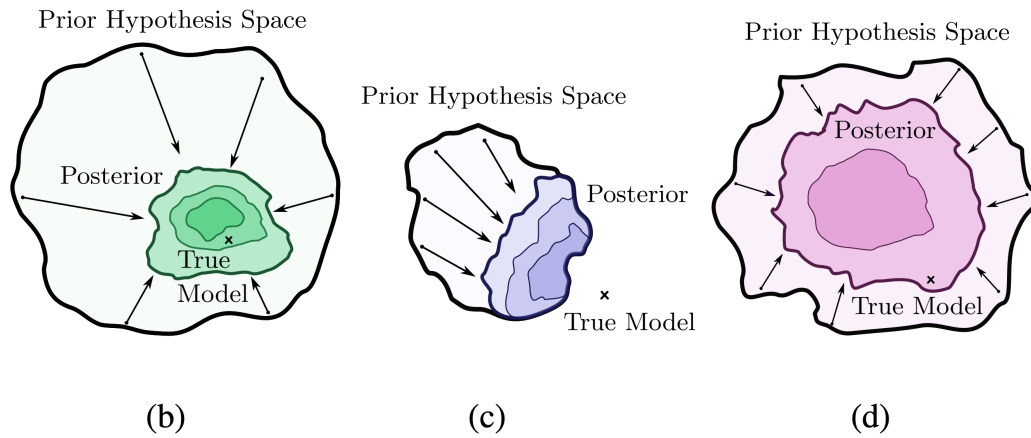 Prior Hypothesis Space
Posterior
True
Model
(b)
Prior Hypothesis Space
Posterior
True Model
(c)
Prior Hypothesis Space
Posterior
True Model
(d)